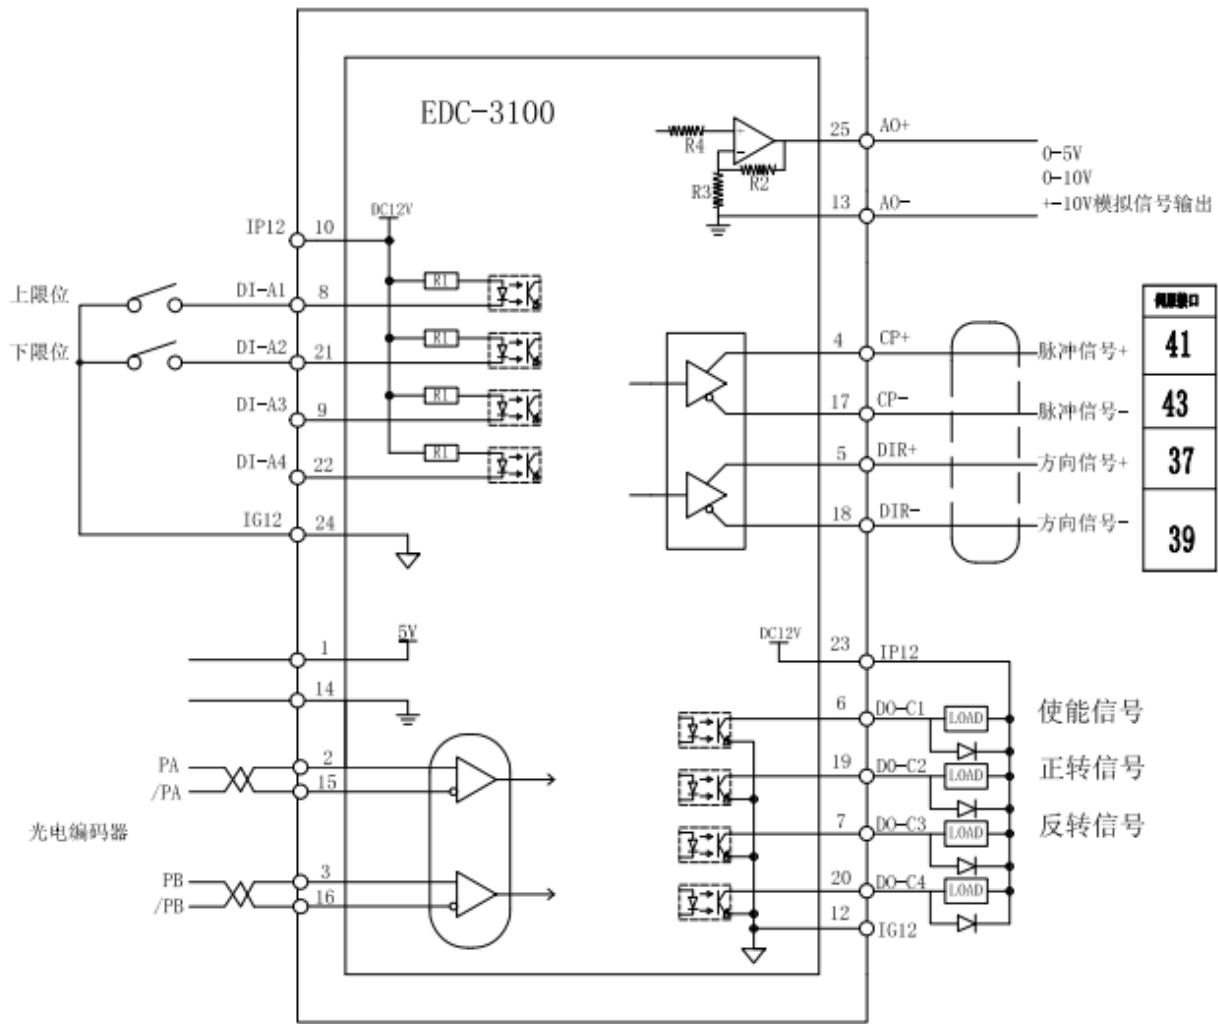 EDC-3100
R4
R3
R2
25
AO+
13
AO-
0-5V
0-10V
+-10V模拟信号输出
IP12
10
DC12V
上限位
DI-A1
8
R1
下限位
DI-A2
21
R1
DI-A3
9
R1
DI-A4
22
R1
IG12
24
4
CP+
脉冲信号+
41
17
CP-
脉冲信号-
43
5
DIR+
方向信号+
37
18
DIR-
方向信号-
39
1
5V
14
PA
2
/PA
15
光电编码器
PB
3
/PB
16
DC12V
23
IP12
6
DO-C1
LOAD
使能信号
19
DO-C2
LOAD
正转信号
7
DO-C3
LOAD
反转信号
20
DO-C4
LOAD
12
IG12